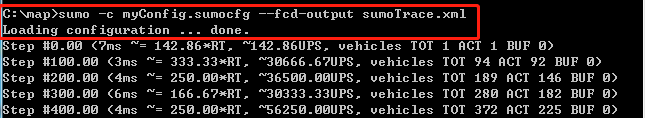 C:\map>sumo -c myConfig.sumocfg --fcd-output sumoTrace.xml
Loading configuration ... done.
Step #0.00 (7ms ~= 142.86*RT, ~142.86UPS, vehicles TOT 1 ACT 1 BUF 0)
Step #100.00 (3ms ~= 333.33*RT, ~30666.67UPS, vehicles TOT 94 ACT 92 BUF 0)
Step #200.00 (4ms ~= 250.00*RT, ~36500.00UPS, vehicles TOT 189 ACT 146 BUF 0)
Step #300.00 (6ms ~= 166.67*RT, ~30333.33UPS, vehicles TOT 280 ACT 182 BUF 0)
Step #400.00 (4ms ~= 250.00*RT, ~56250.00UPS, vehicles TOT 372 ACT 225 BUF 0)